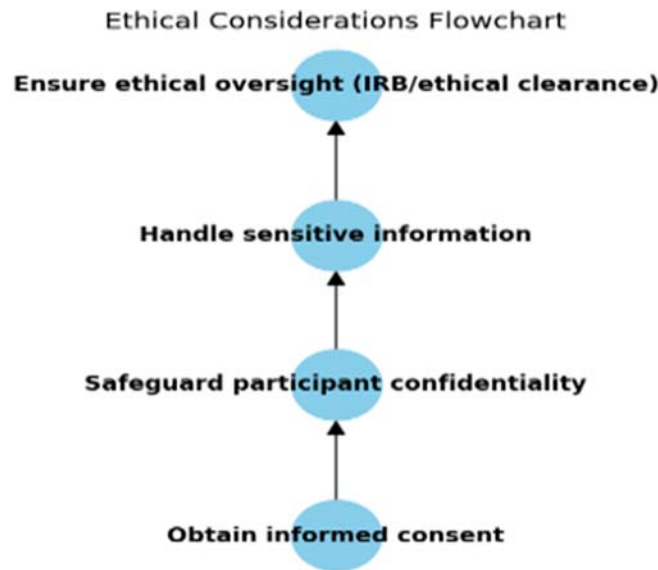 Ethical Considerations Flowchart
Ensure ethical oversight (IRB/ethical clearance)
Handle sensitive information
Safeguard participant confidentiality
Obtain informed consent